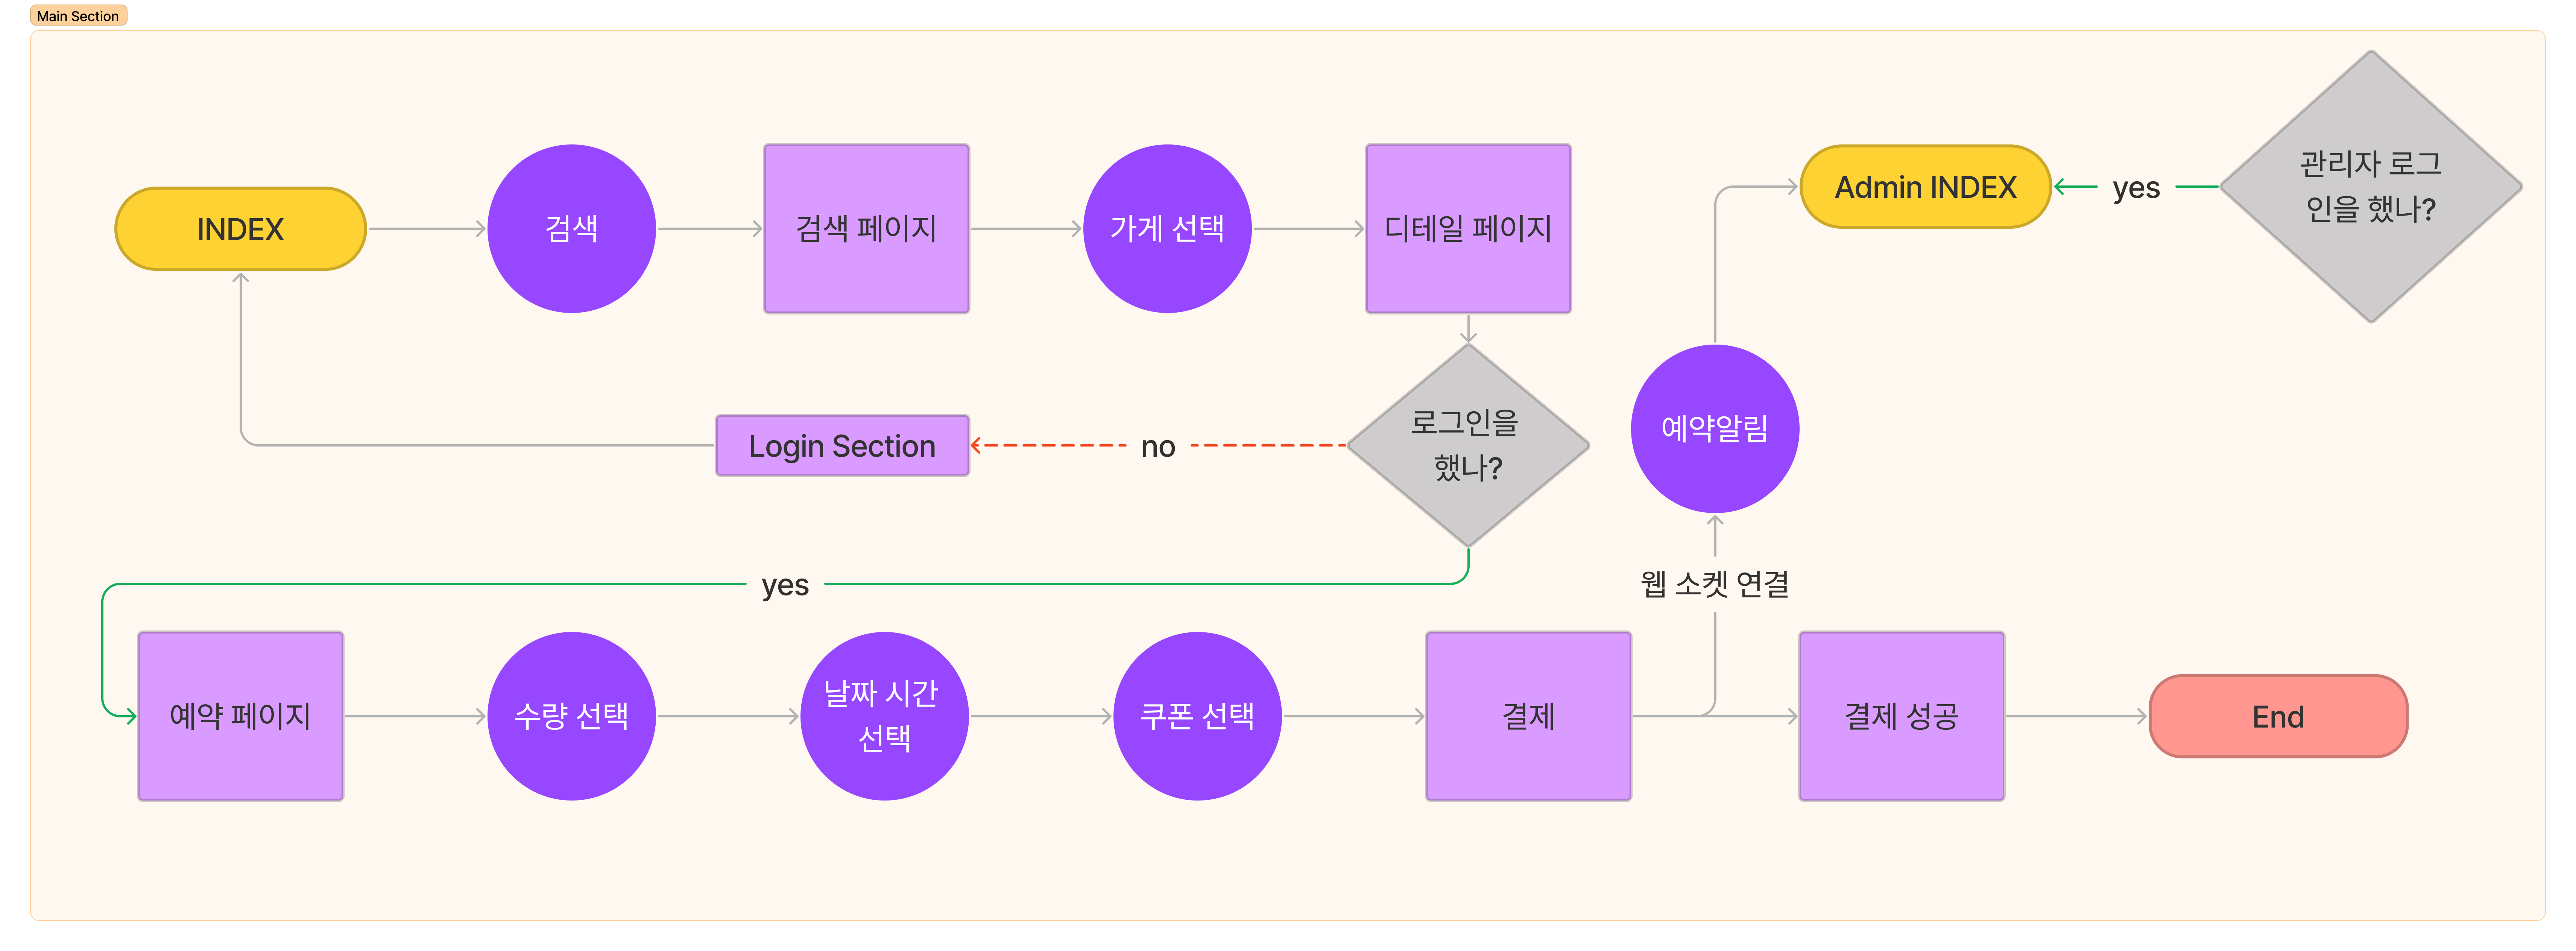 Main Section
INDEX
검색
검색 페이지
가게 선택
디테일 페이지
Admin INDEX
yes
관리자 로그
인을 했나?
Login Section
no
로그인을
했나?
예약알림
yes
웹 소켓 연결
예약 페이지
수량 선택
날짜 시간
선택
쿠폰 선택
결제
결제 성공
End